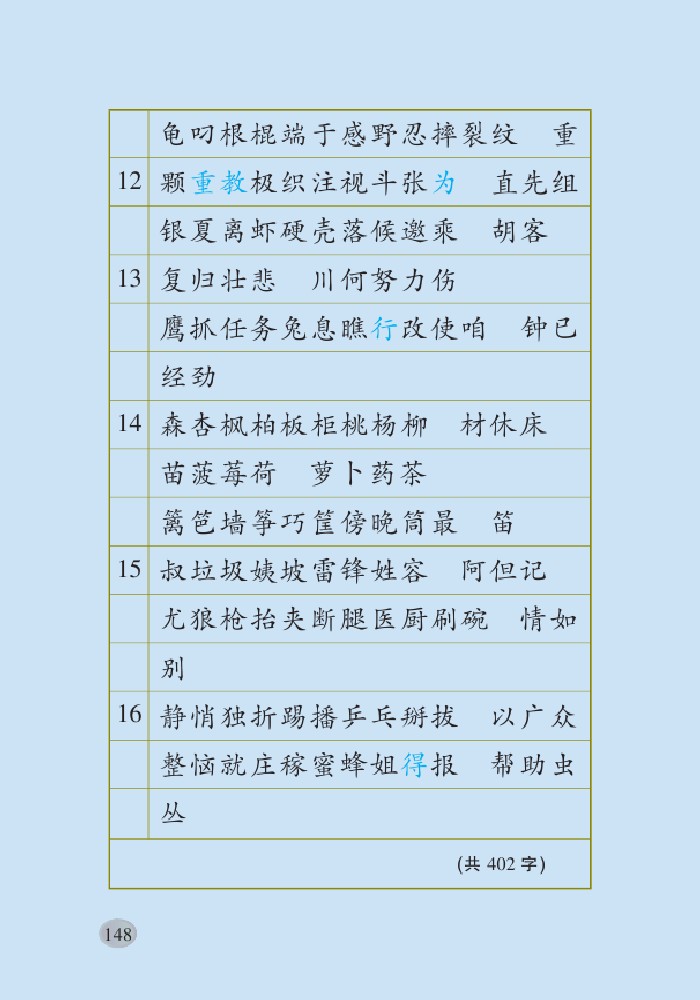 龟叼根棍端于感野忍摔裂纹　重
12 颗重教极织注视斗张为　直先组
银夏离虾硬壳落候邀乘　胡客
13 复归壮悲　川何努力伤
鹰抓任务兔息瞧行改使咱　钟已
经劲
14 森杏枫柏板柜桃杨柳　材休床
苗菠莓荷　萝卜药茶
篱笆墙筝巧筐傍晚筒最　笛
15 叔垃圾姨坡雷锋姓容　阿但记
尤狼枪抬夹断腿医厨刷碗　情如
别
16 静悄独折踢播乒乓掰拔　以广众
整恼就庄稼蜜蜂姐得报　帮助虫
丛
(共 402 字)
148